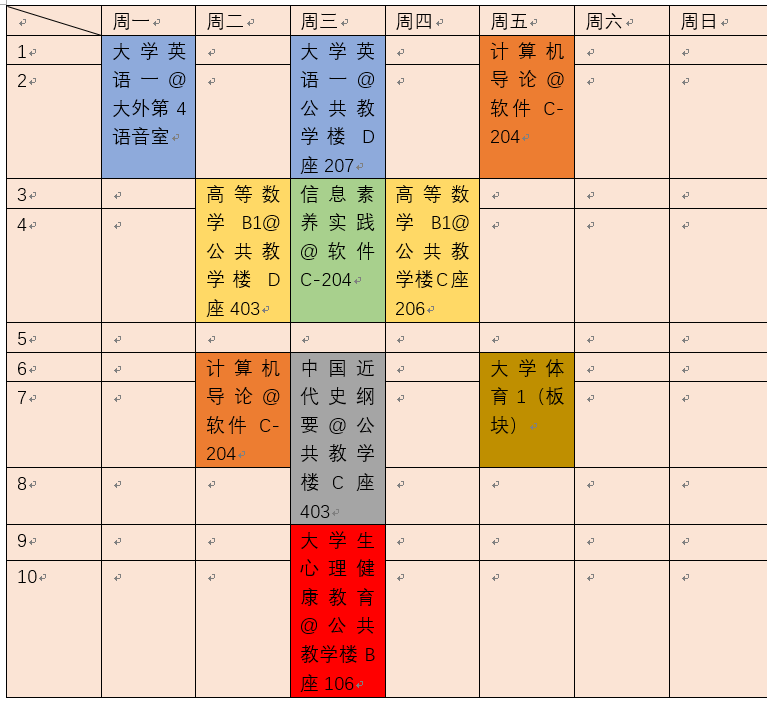 周一 周二 周三 周四 周五 周六 周日
1
2
大学英
语一@
大外第4
语音室
大学英
语一@
公共教
学楼D
座207
计算机
导论@
软件C-
204
3
4
高等数
学B1@
公共教
学楼D
座403
信息素
养实践
@软件
C-204
高等数
学B1@
公共教
学楼C座
206
5
6
7
计算机
导论@
软件C-
204
中国近
代史纲
要@公
共教学
楼C座
403
大学体
育1（板
块）
8
9
10
大学生
心理健
康教育
@公共
教学楼B
座106